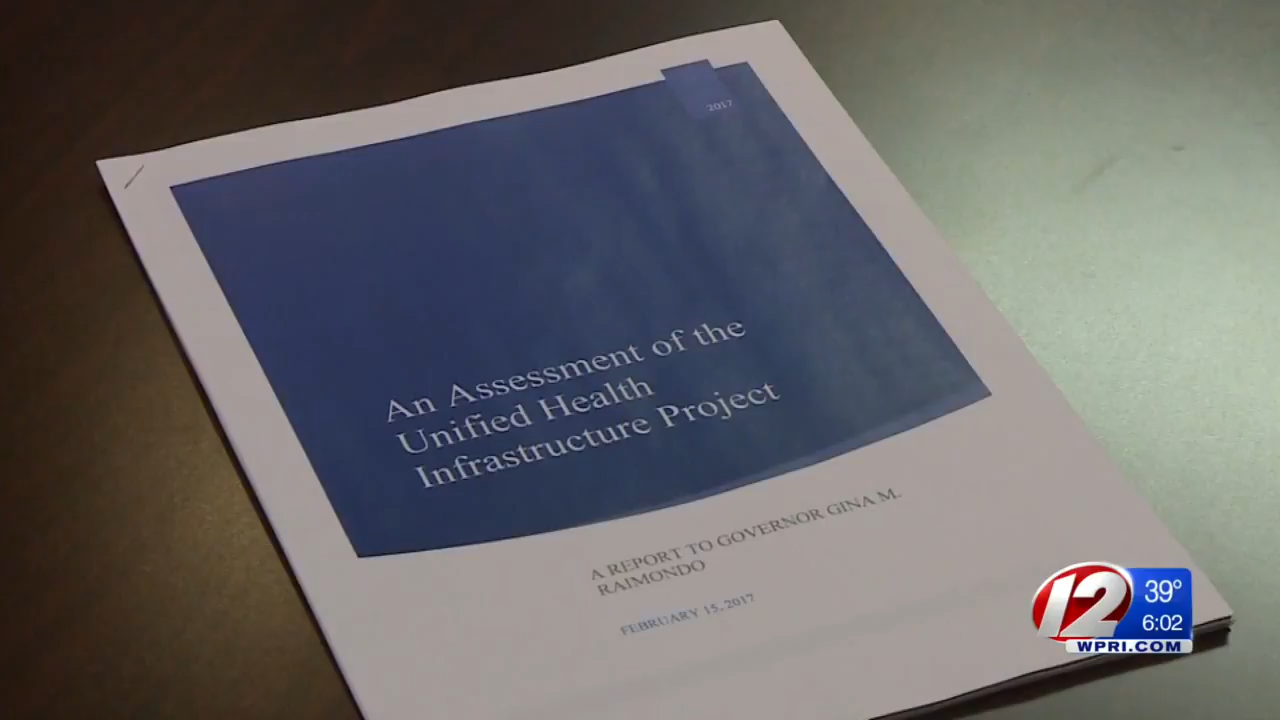 2017
An Assessment of the
Unified Health
Infrastructure Project
A REPORT TO GOVERNOR GINA M.
RAIMONDO
FEBRUARY 15, 2017
12
39°
6:02
WPRI.COM